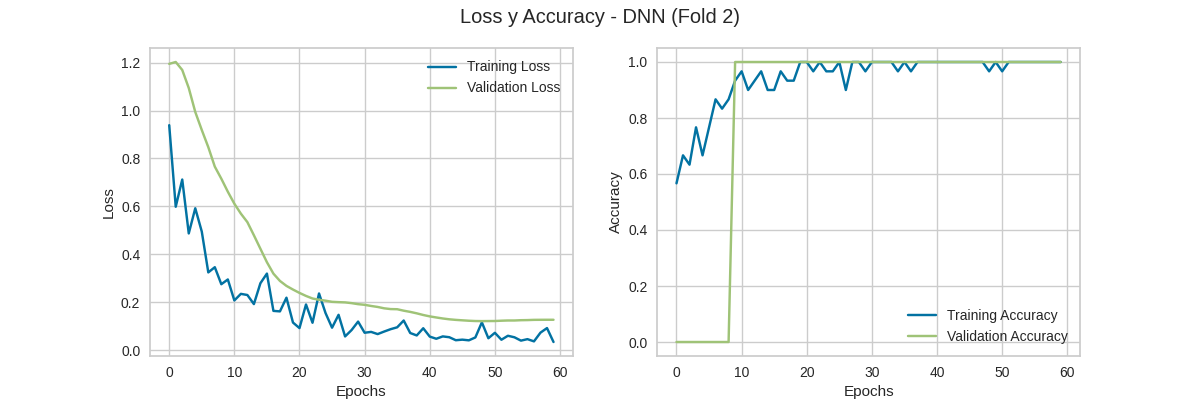 Loss y Accuracy - DNN (Fold 2)
1.2
1.0
0.8
0.6
0.4
0.2
0.0
Loss
0 10 20 30 40 50 60
Epochs
Training Loss
Validation Loss
1.0
0.8
0.6
0.4
0.2
0.0
Accuracy
0 10 20 30 40 50 60
Epochs
Training Accuracy
Validation Accuracy